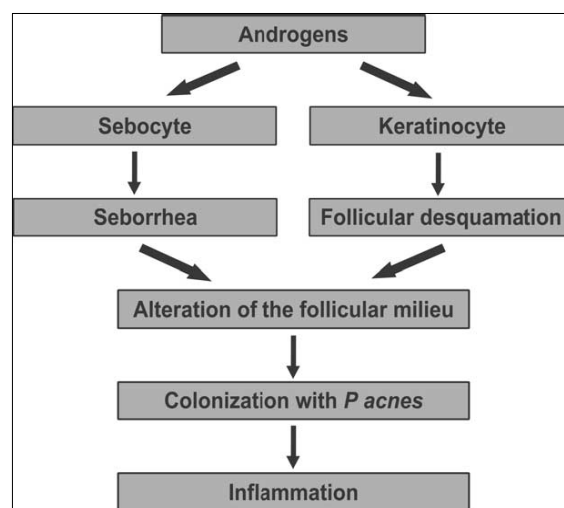 Androgens
Sebocyte
Keratinocyte
Seborrhea
Follicular desquamation
Alteration of the follicular milieu
Colonization with P acnes
Inflammation